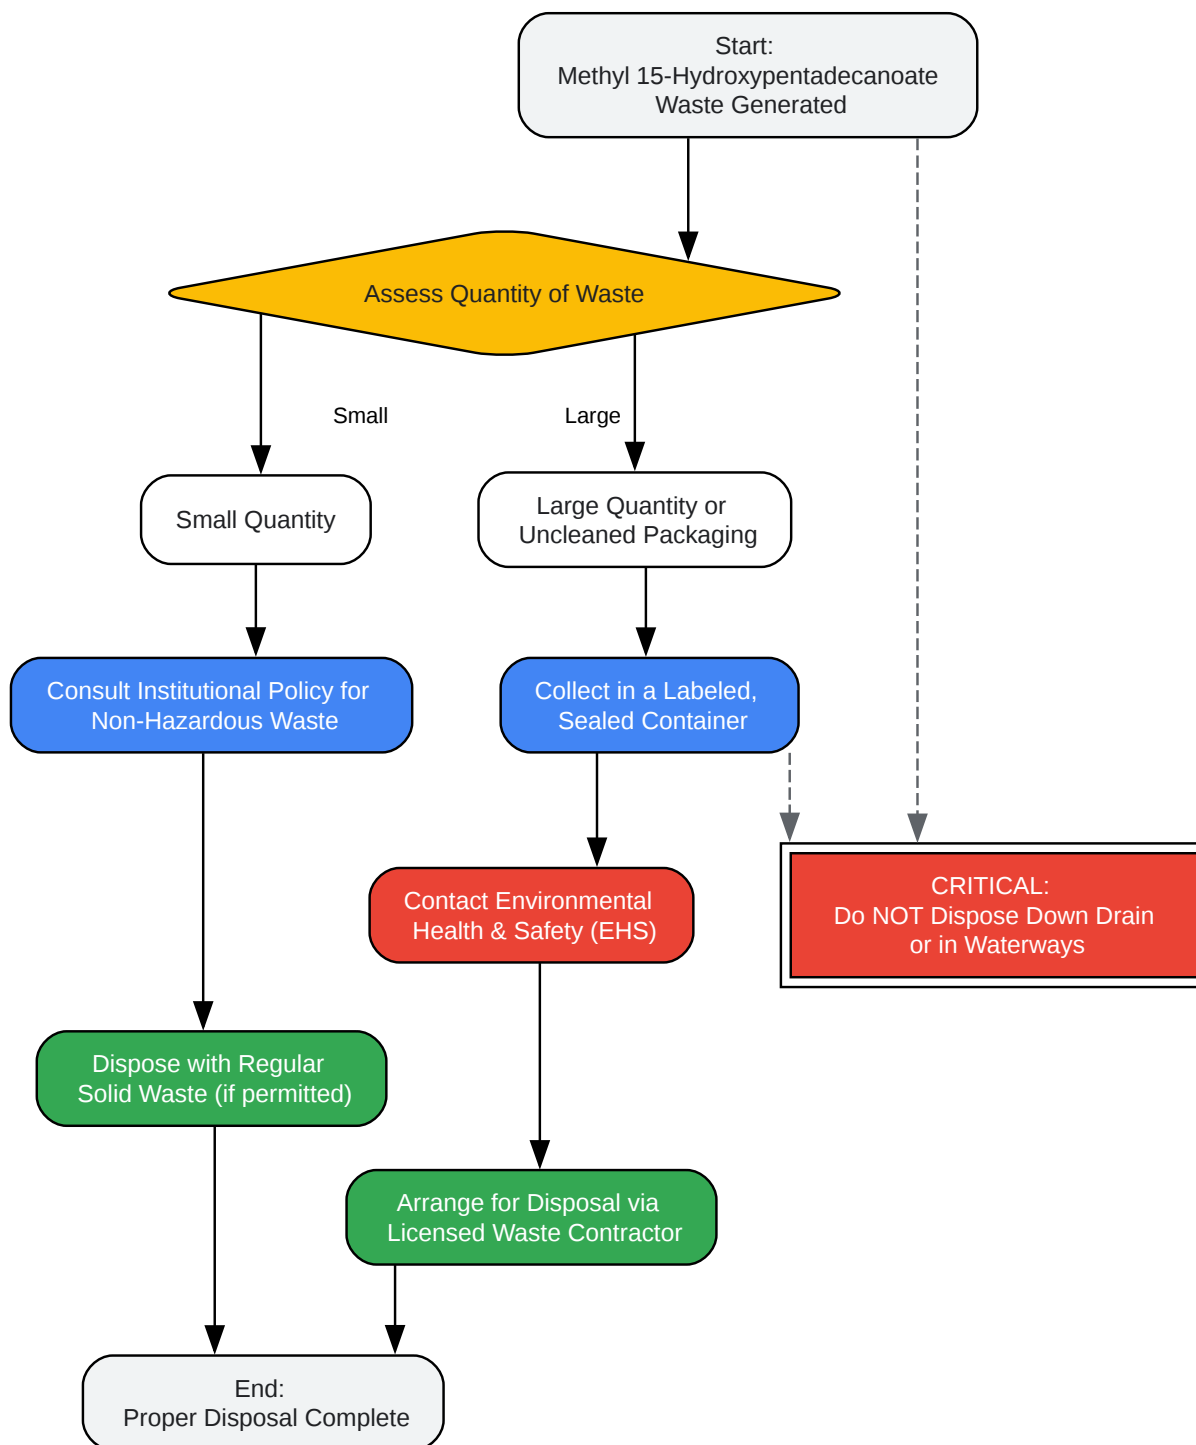 Start:
Methyl 15-Hydroxypentadecanoate
Waste Generated
Assess Quantity of Waste
Small
Large
Small Quantity
Large Quantity or
Uncleaned Packaging
Consult Institutional Policy for
Non-Hazardous Waste
Collect in a Labeled,
Sealed Container
CRITICAL:
Do NOT Dispose Down Drain
or in Waterways
Contact Environmental
Health & Safety (EHS)
Dispose with Regular
Solid Waste (if permitted)
Arrange for Disposal via
Licensed Waste Contractor
End:
Proper Disposal Complete